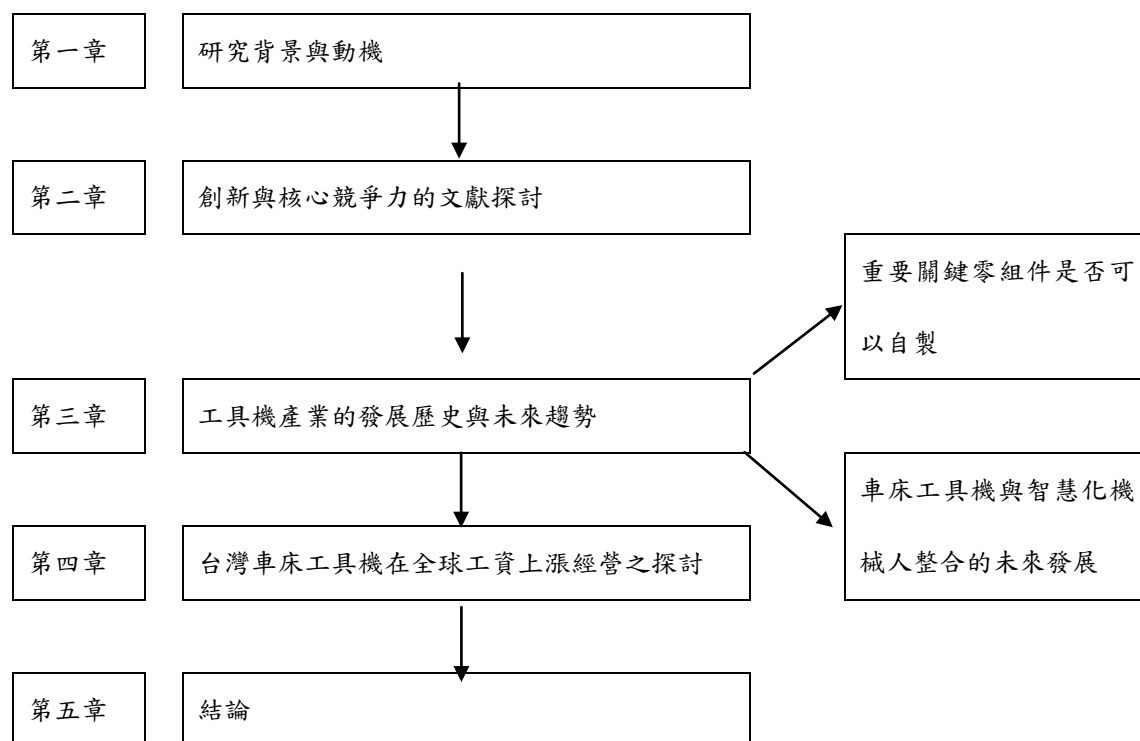 第一章
研究背景與動機
第二章
創新與核心競爭力的文獻探討
重要關鍵零組件是否可
以自製
第三章
工具機產業的發展歷史與未來趨勢
車床工具機與智慧化機
械人整合的未來發展
第四章
台灣車床工具機在全球工資上漲經營之探討
第五章
結論